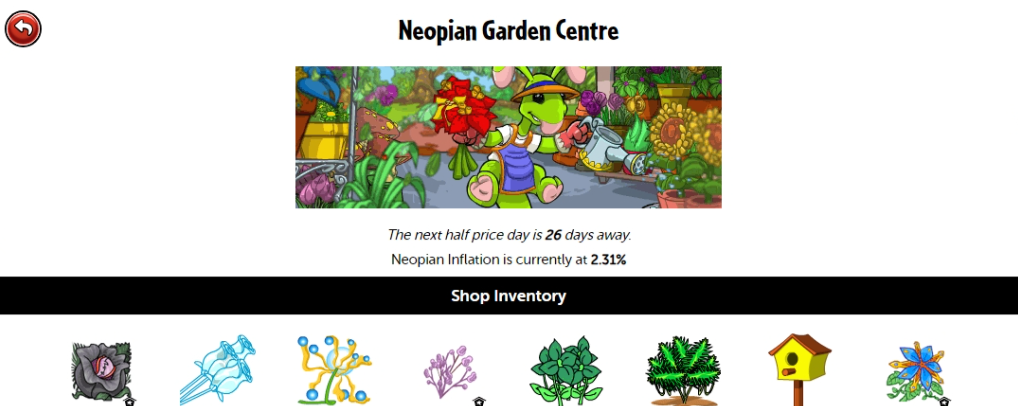 Neopian Garden Centre
The next half price day is 26 days away.
Neopian Inflation is currently at 2.31%
Shop Inventory